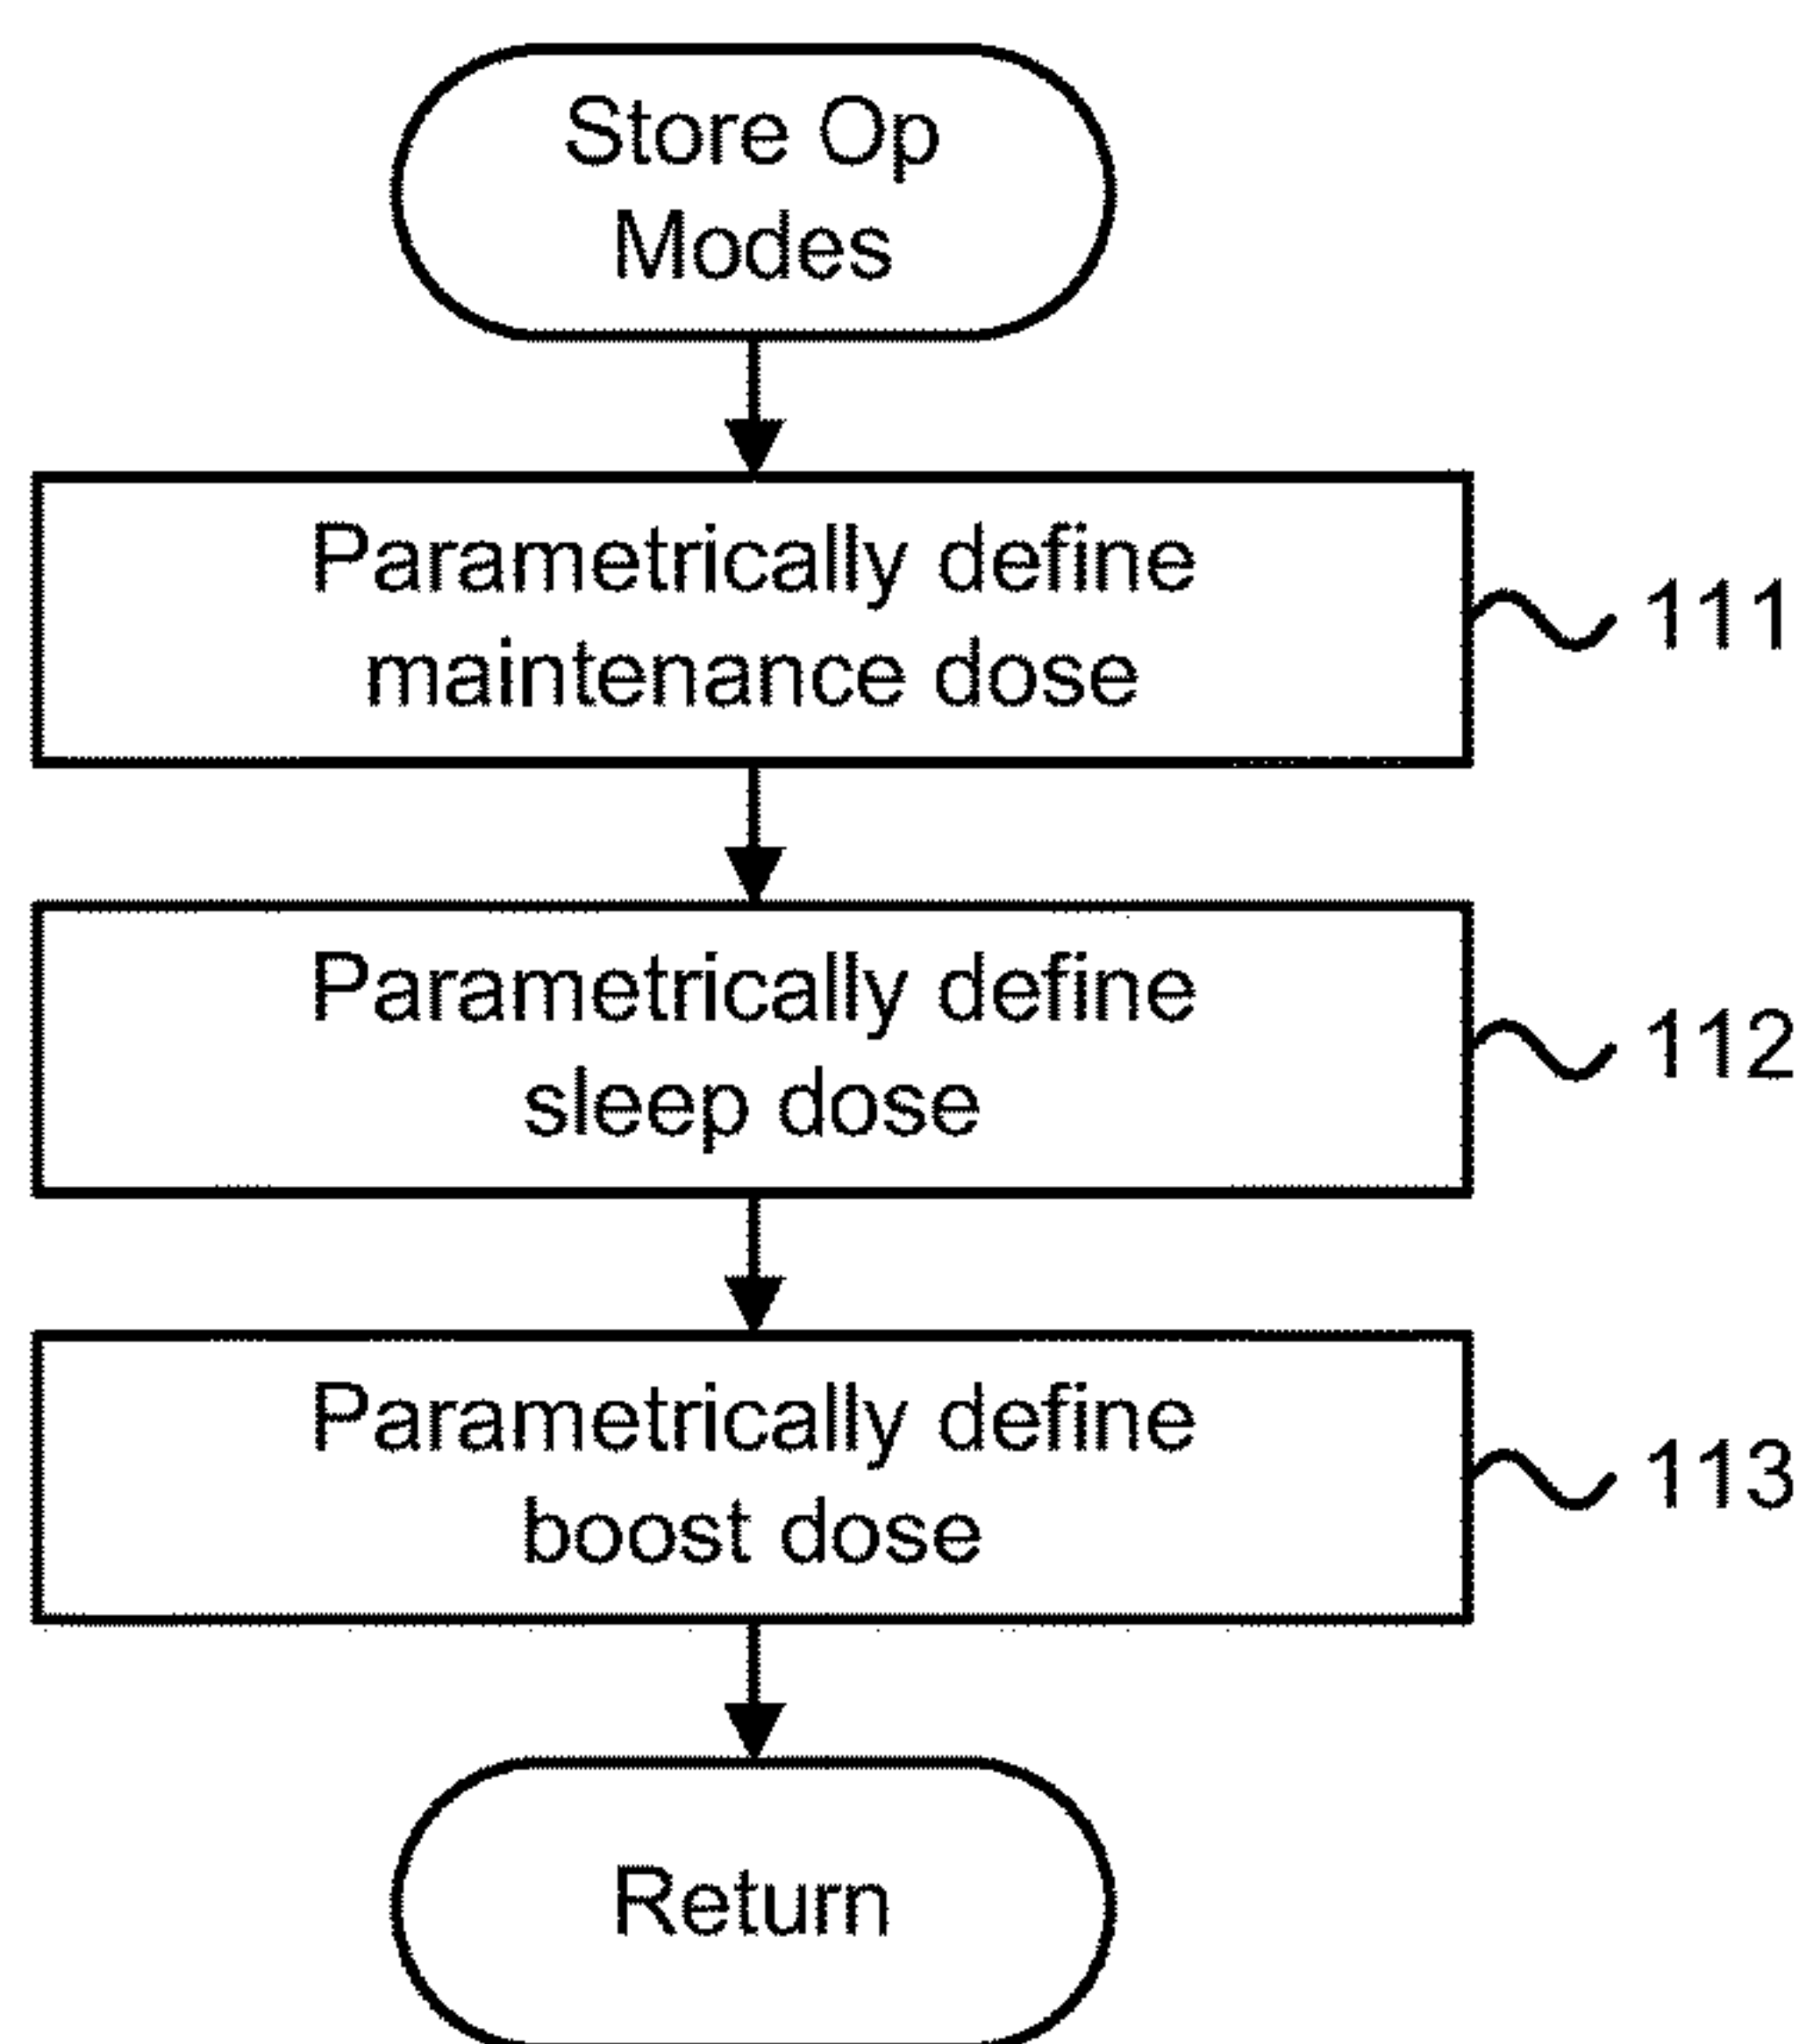 Store Op
Modes
Parametrically define
maintenance dose
111
Parametrically define
sleep dose
112
Parametrically define
boost dose
113
Return